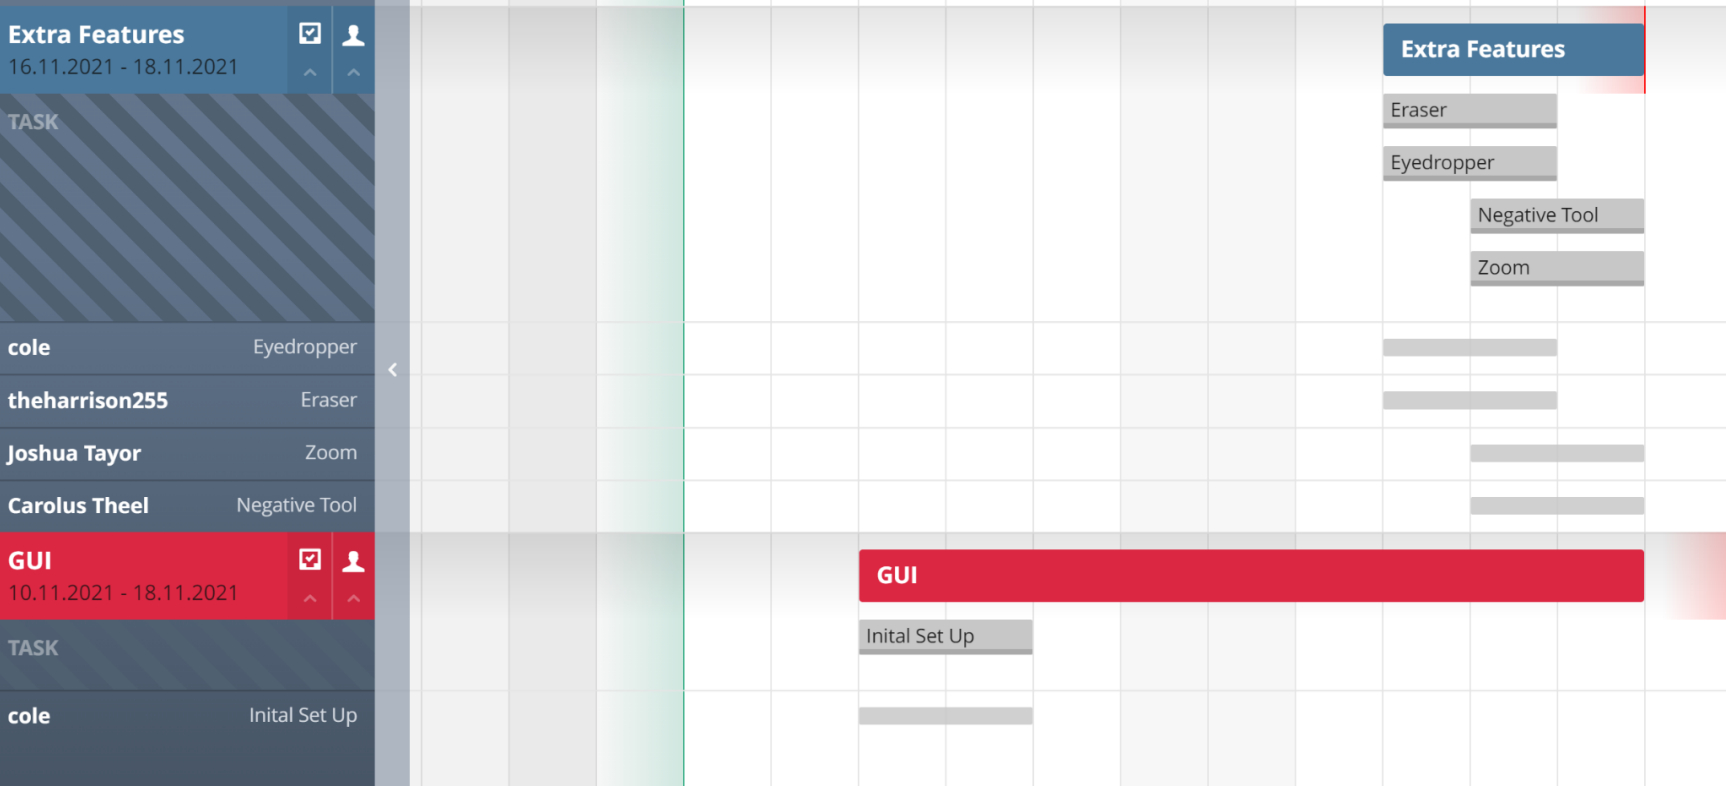 Extra Features
16.11.2021 - 18.11.2021
TASK
cole Eyedropper
theharrison255 Eraser
Joshua Tayor Zoom
Carolus Theel Negative Tool
GUI
10.11.2021 - 18.11.2021
TASK
cole Inital Set Up
Extra Features
Eraser
Eyedropper
Negative Tool
Zoom
GUI
Inital Set Up